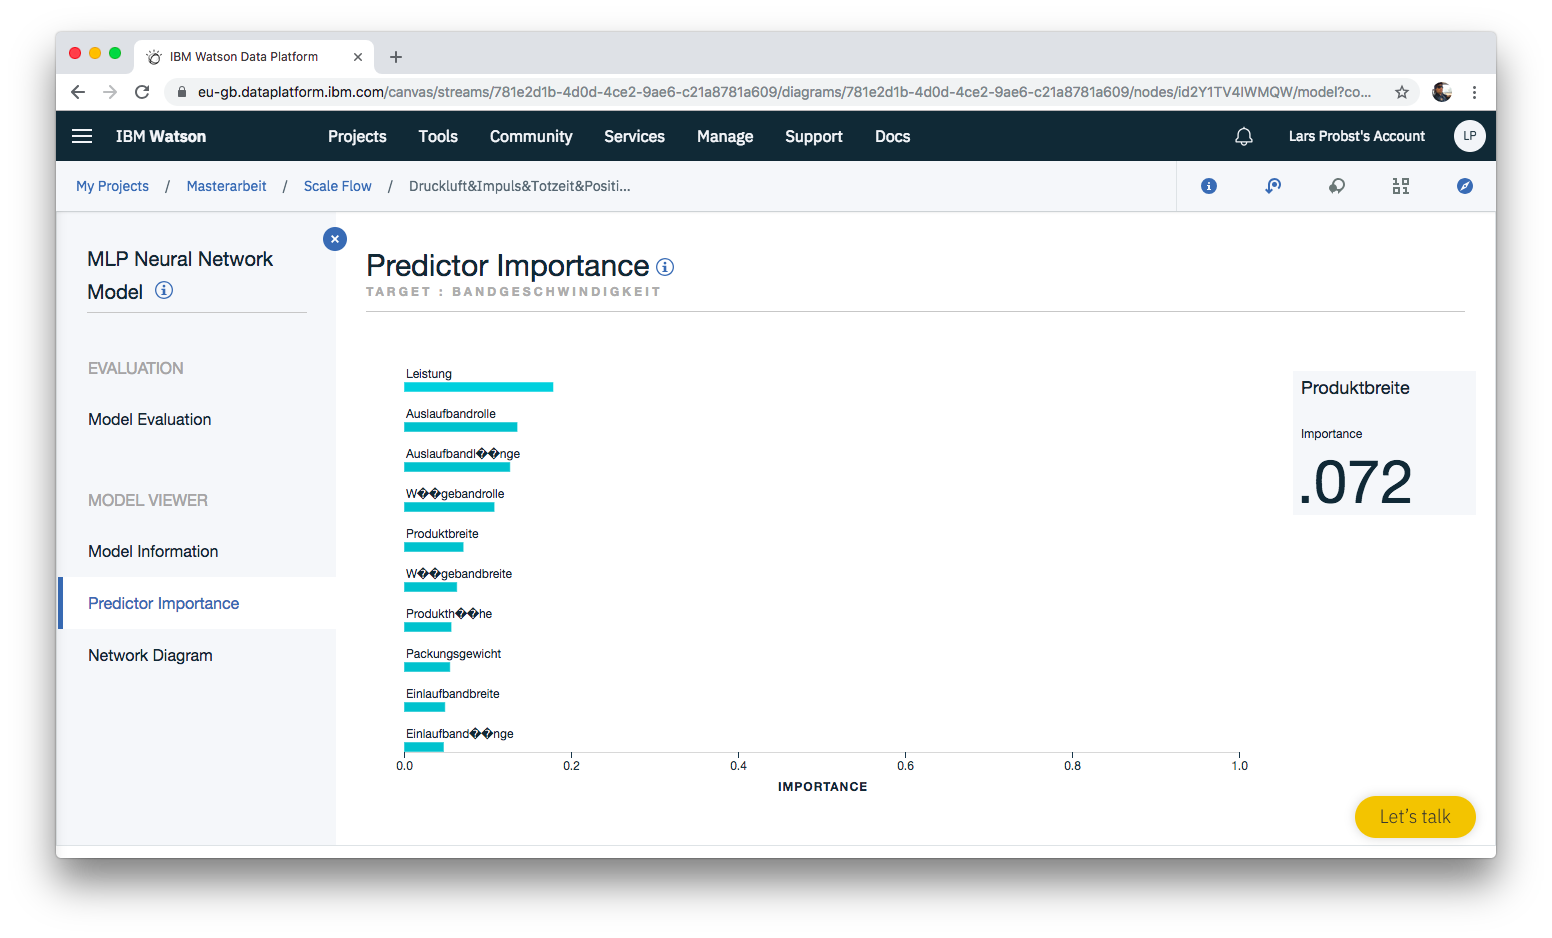 IBM Watson Data Platform
eu-gb.dataplatform.ibm.com/canvas/streams/781e2d1b-4d0d-4ce2-9ae6-c21a8781a609/diagrams/781e2d1b-4d0d-4ce2-9ae6-c21a8781a609/nodes/id2Y1TV4IWMQW/model?co...
IBM Watson Projects Tools Community Services Manage Support Docs Lars Probst's Account LP
My Projects / Masterarbeit / Scale Flow / Druckluft&Impuls&Totzeit&Positi...
MLP Neural Network
Model
EVALUATION
Model Evaluation
MODEL VIEWER
Model Information
Predictor Importance
Network Diagram
Predictor Importance
TARGET : BANDGESCHWINDIGKEIT
Leistung
Auslaufbandrolle
Auslaufbandl��nge
W��gebandrolle
Produktbreite
W��gebandbreite
Produkth��he
Packungsgewicht
Einlaufbandbreite
Einlaufband��nge
0.0 0.2 0.4 0.6 0.8 1.0
IMPORTANCE
Produktbreite
Importance
.072
Let's talk